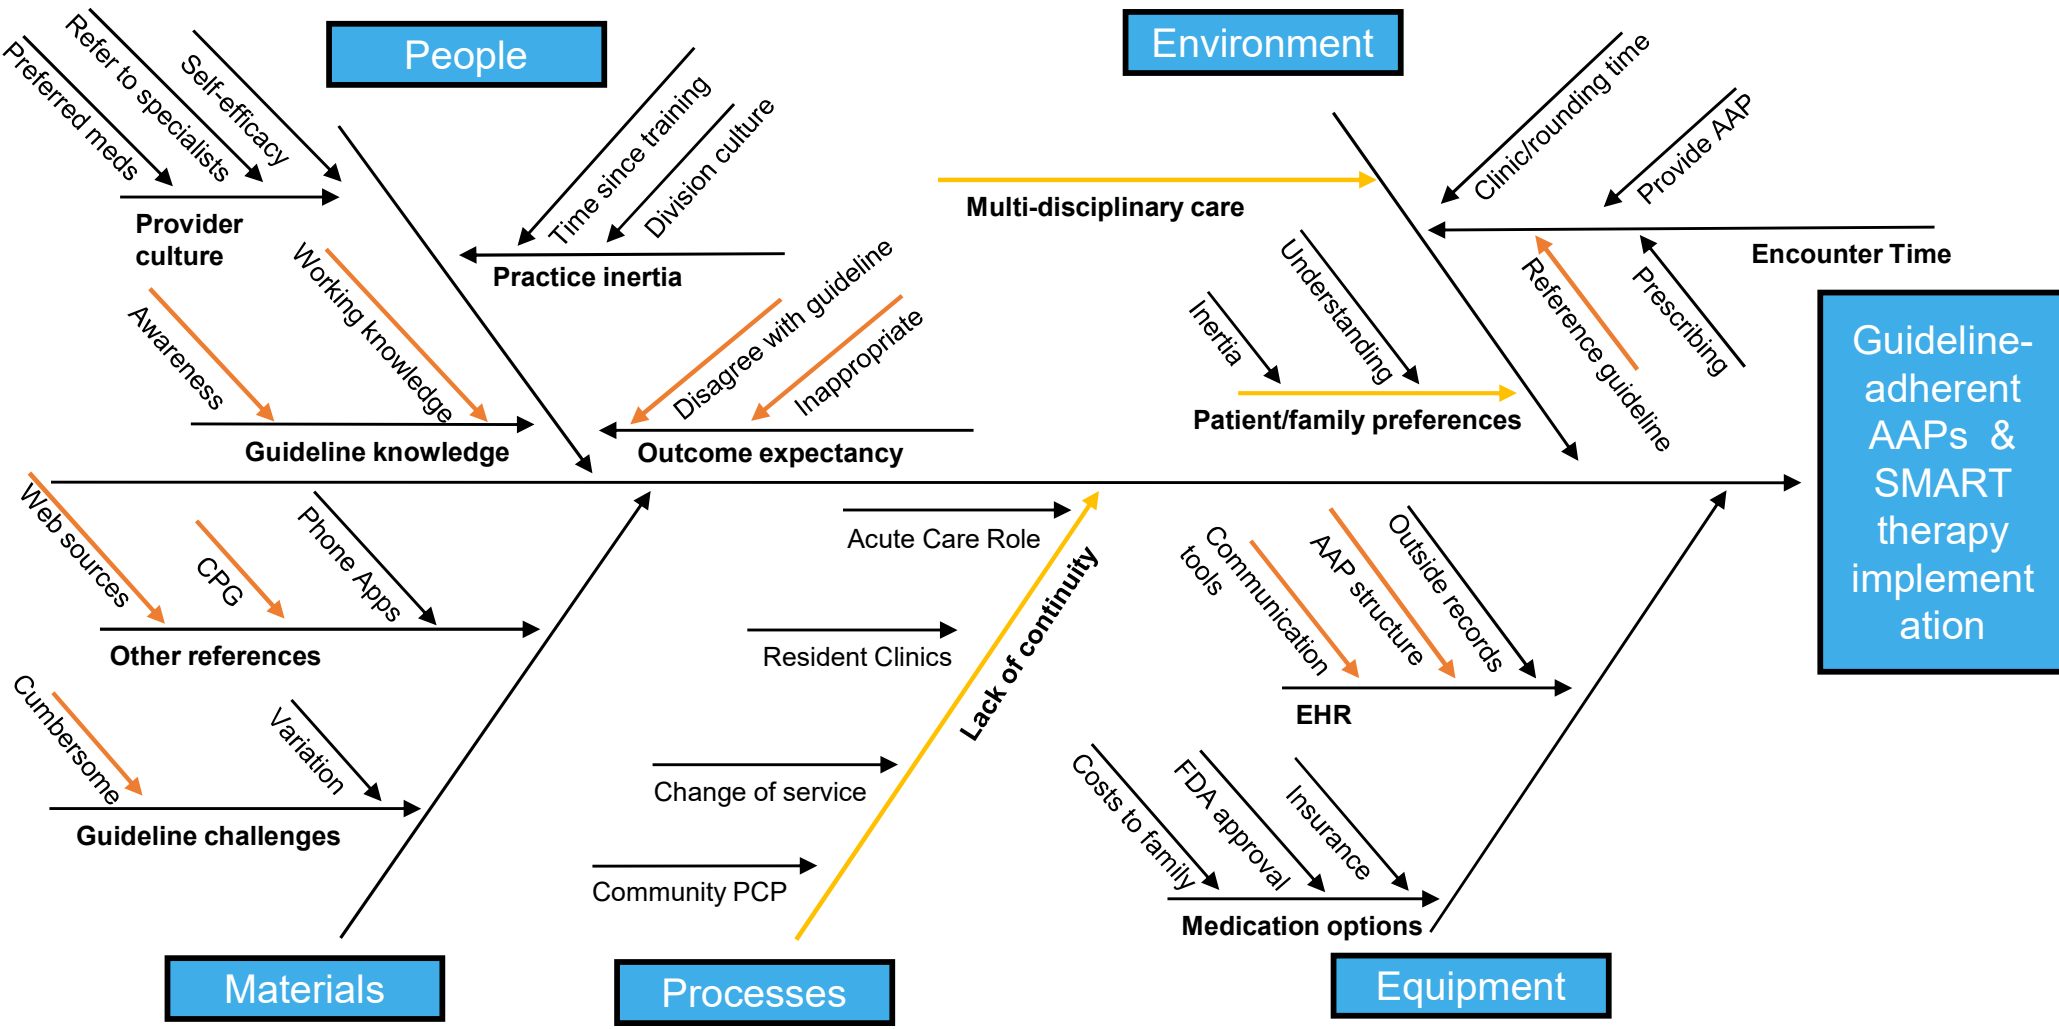 People
Environment
Preferred meds
Refer to specialists
Self-efficacy
Provider
culture
Time since training
Division culture
Practice inertia
Awareness
Working knowledge
Guideline knowledge
Disagree with guideline
Inappropriate
Outcome expectancy
Multi-disciplinary care
Inertia
Understanding
Patient/family preferences
Clinic/rounding time
Provide AAP
Encounter Time
Reference guideline
Prescribing
Guideline-
adherent
AAPs &
SMART
therapy
implement
ation
Web sources
CPG
Phone Apps
Other references
Cumbersome
Variation
Guideline challenges
Acute Care Role
Resident Clinics
Change of service
Community PCP
Lack of continuity
Communication
tools
AAP structure
Outside records
EHR
Costs to family
FDA approval
Insurance
Medication options
Materials
Processes
Equipment